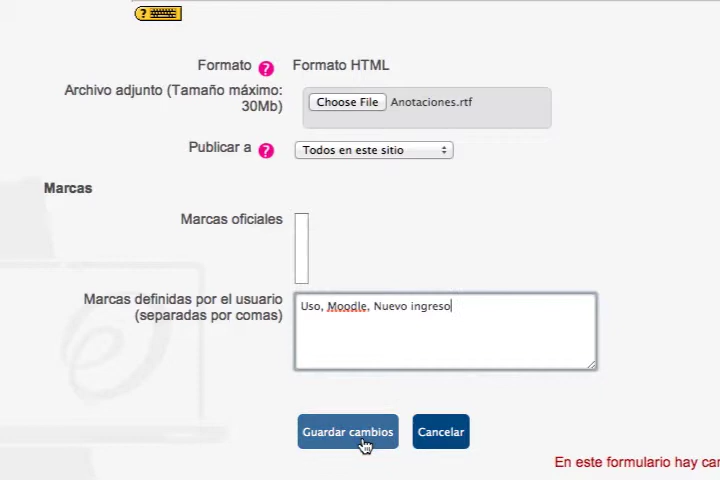 Formato ? Formato HTML
Archivo adjunto (Tamaño máximo: 30Mb)
Choose File Anotaciones.rtf
Publicar a ? Todos en este sitio
Marcas
Marcas oficiales
Marcas definidas por el usuario
(separadas por comas)
Uso, Moodle, Nuevo ingreso
Guardar cambios Cancelar
En este formulario hay